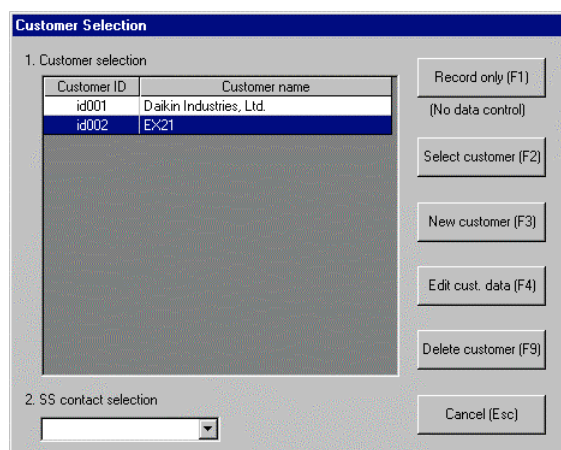 Customer Selection
1. Customer selection
Customer ID Customer name
id001 Daikin Industries, Ltd.
id002 EX21
Record only (F1)
(No data control)
Select customer (F2)
New customer (F3)
Edit cust. data (F4)
Delete customer (F9)
2. SS contact selection
Cancel (Esc)